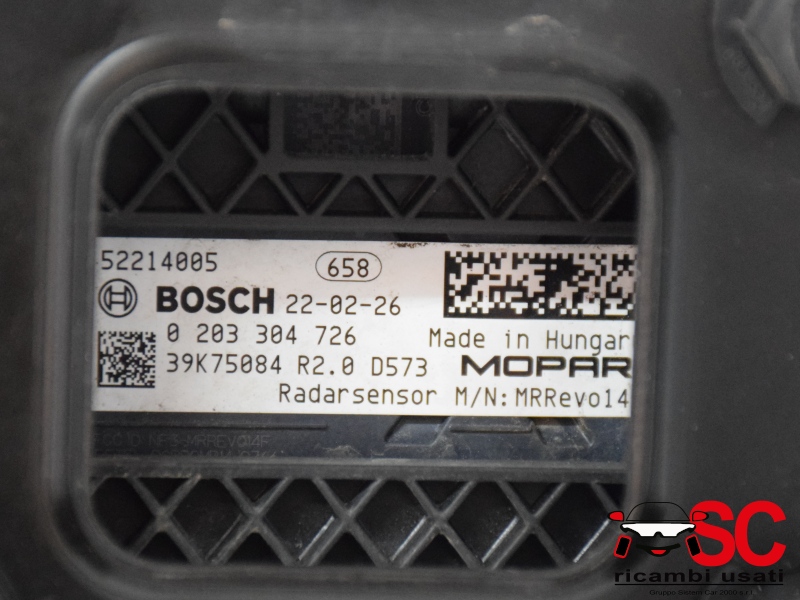 52214005 658
BOSCH 22-02-26
0 203 304 726 Made in Hungar
39K75084 R2.0 D573 MOPAR
Radarsensor M/N:MRRevo14
SC
ricambi usati